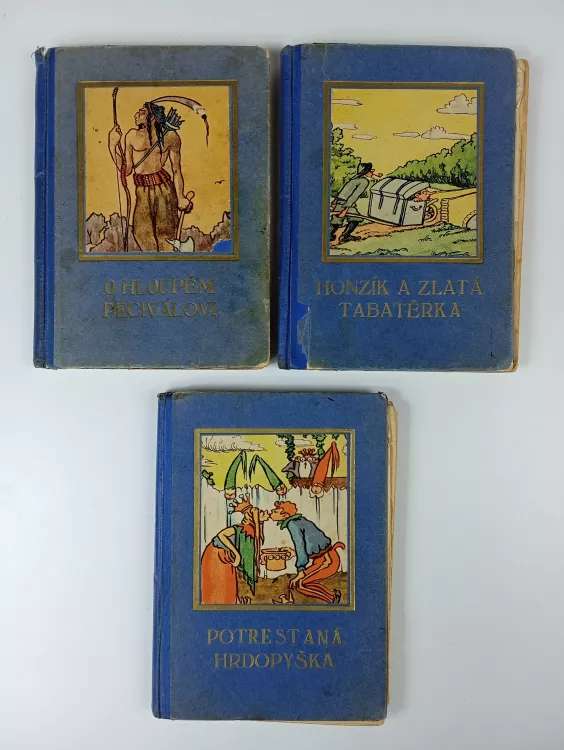 O HLOUPÉM
PECIVÁLOVI
HONZÍK A ZLATÁ
TABATĚRKA
POTRESTANÁ
HRDOPYŠKA